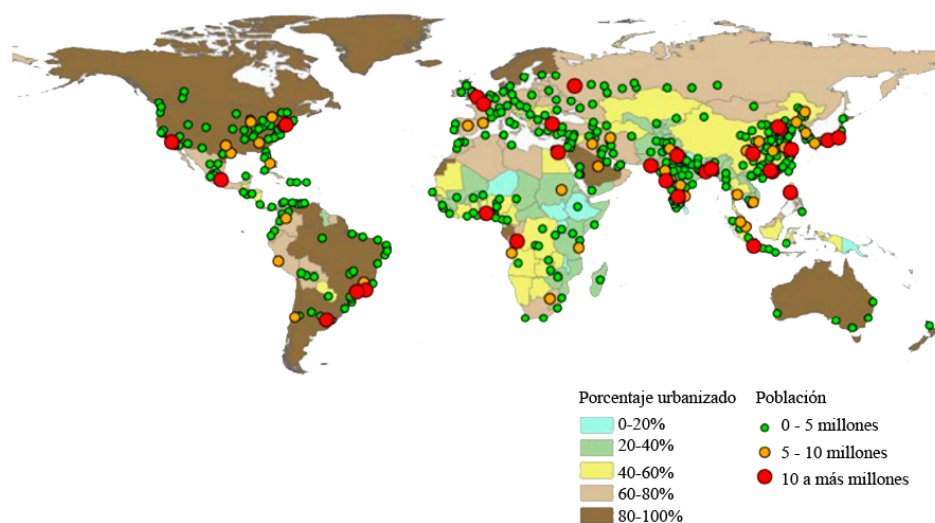 Porcentaje urbanizado
0-20%
20-40%
40-60%
60-80%
80-100%
Población
0 - 5 millones
5 - 10 millones
10 a más millones